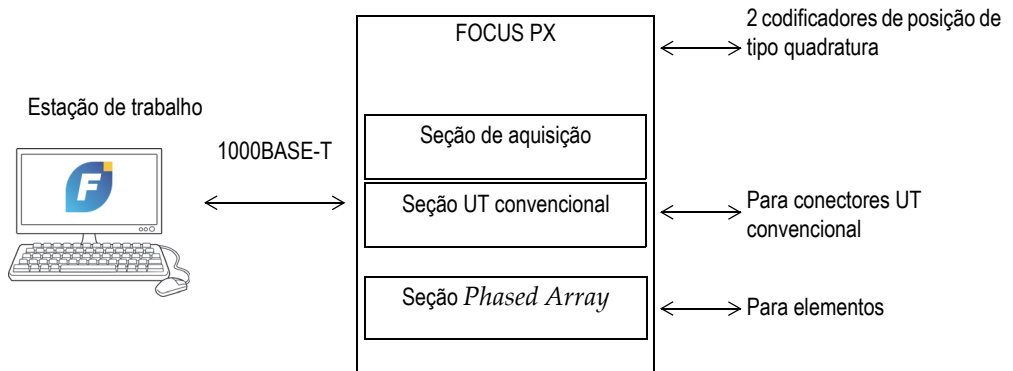 FOCUS PX
2 codificadores de posição de
tipo quadratura
Estação de trabalho
1000BASE-T
Seção de aquisição
Seção UT convencional
Para conectores UT
convencional
Seção Phased Array
Para elementos
F